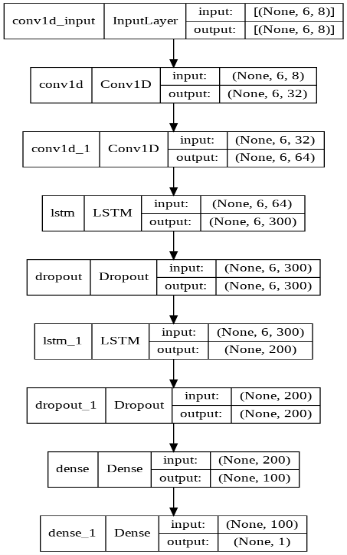 conv1d_input InputLayer input: [(None, 6, 8)]
output: [(None, 6, 8)]
conv1d Conv1D input: (None, 6, 8)
output: (None, 6, 32)
conv1d_1 Conv1D input: (None, 6, 32)
output: (None, 6, 64)
lstm LSTM input: (None, 6, 64)
output: (None, 6, 300)
dropout Dropout input: (None, 6, 300)
output: (None, 6, 300)
lstm_1 LSTM input: (None, 6, 300)
output: (None, 200)
dropout_1 Dropout input: (None, 200)
output: (None, 200)
dense Dense input: (None, 200)
output: (None, 100)
dense_1 Dense input: (None, 100)
output: (None, 1)